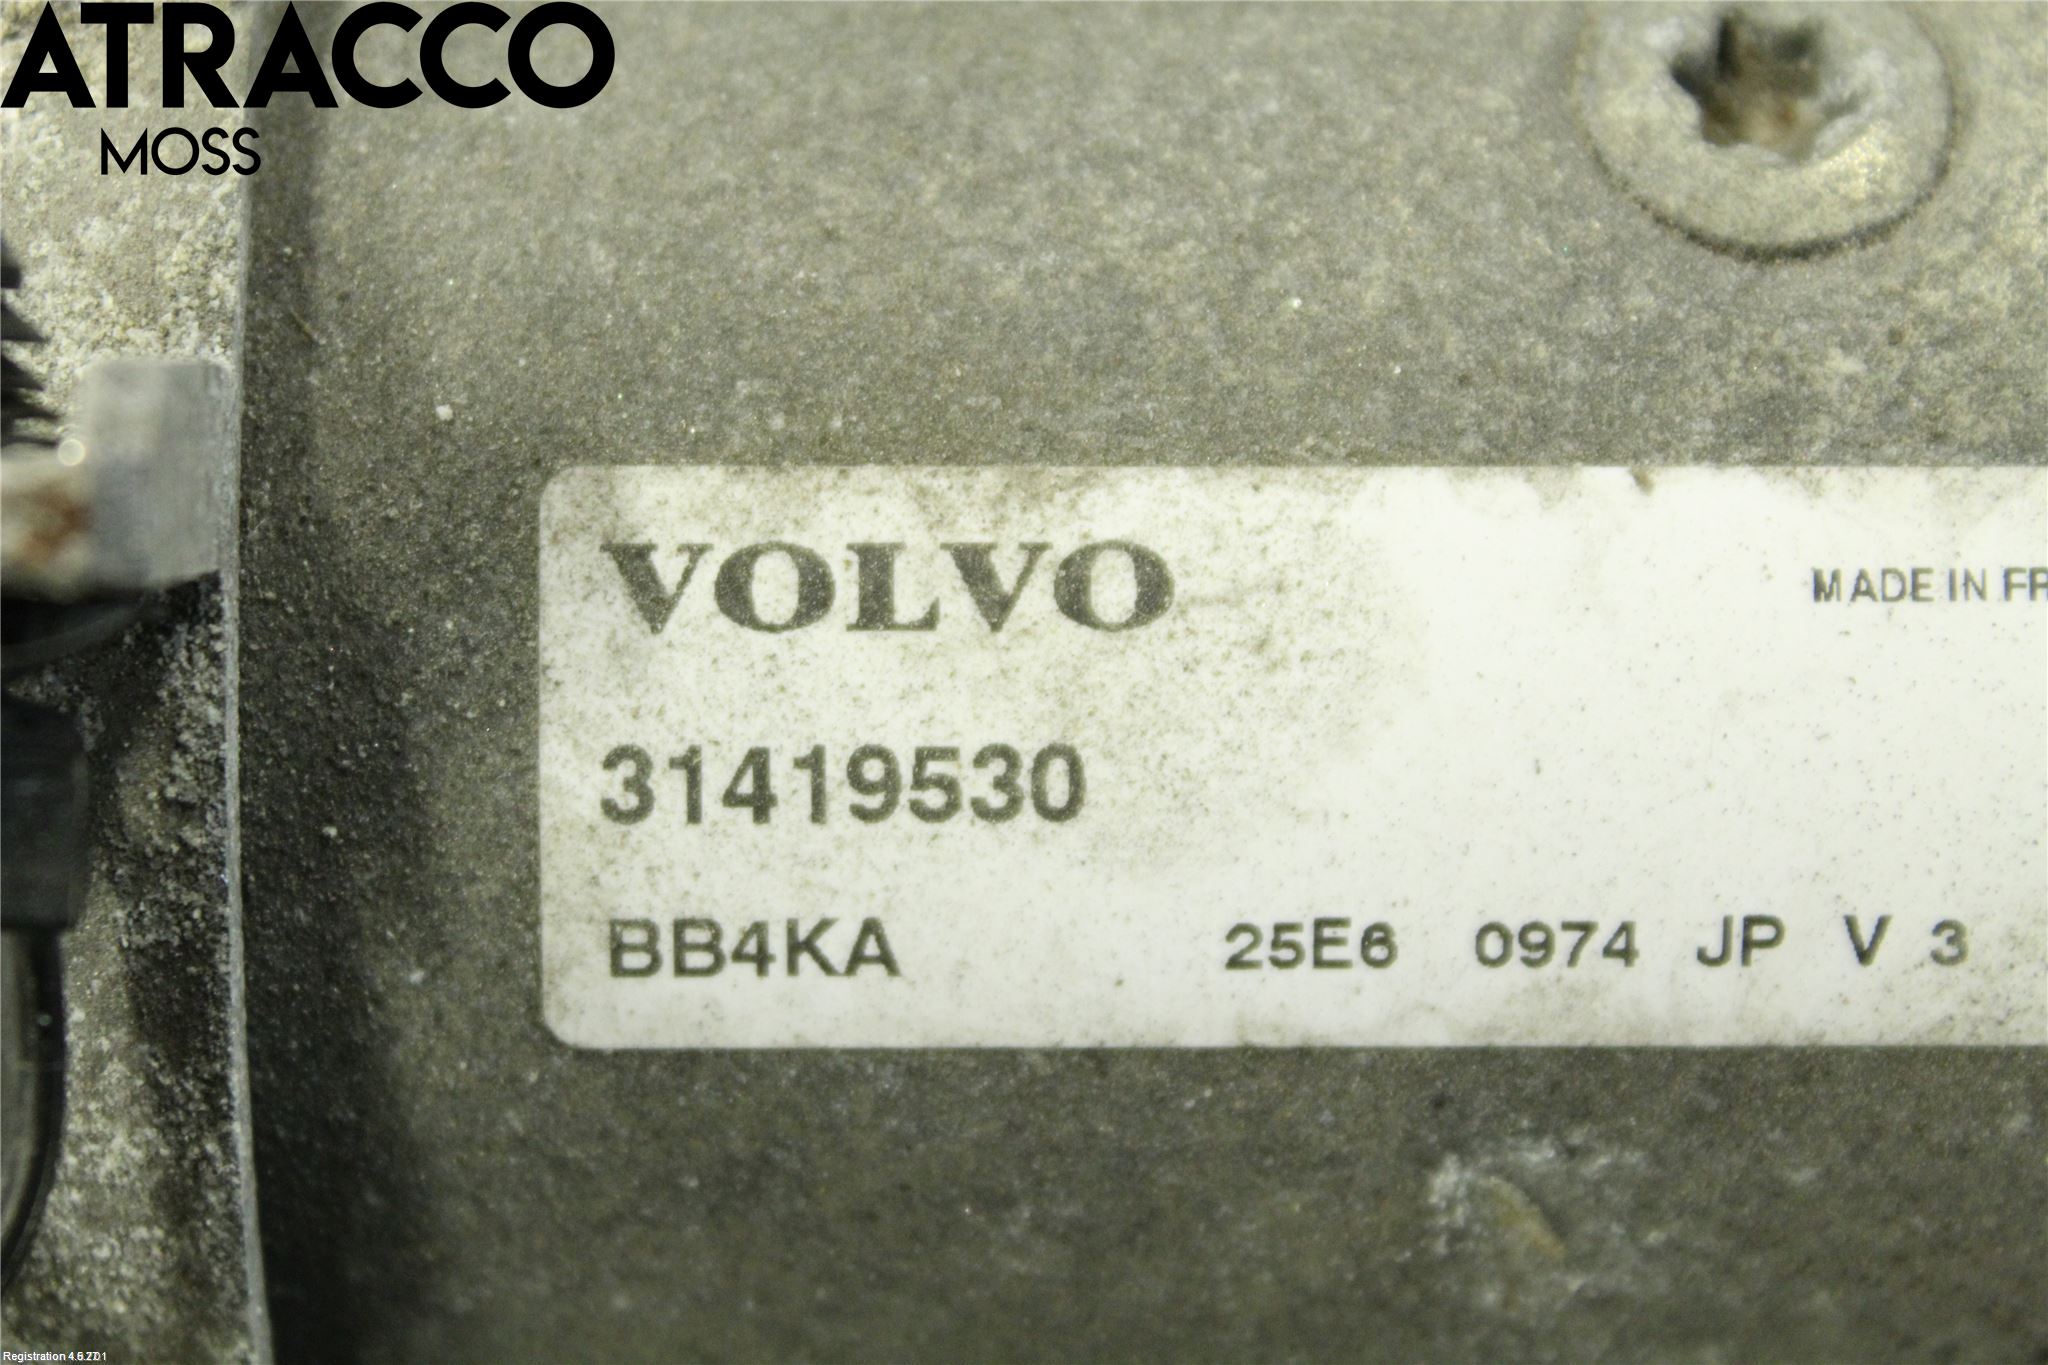 ATRACCO
MOSS
VOLVO
MADE IN FR
31419530
BB4KA 25E6 0974 JP V 3